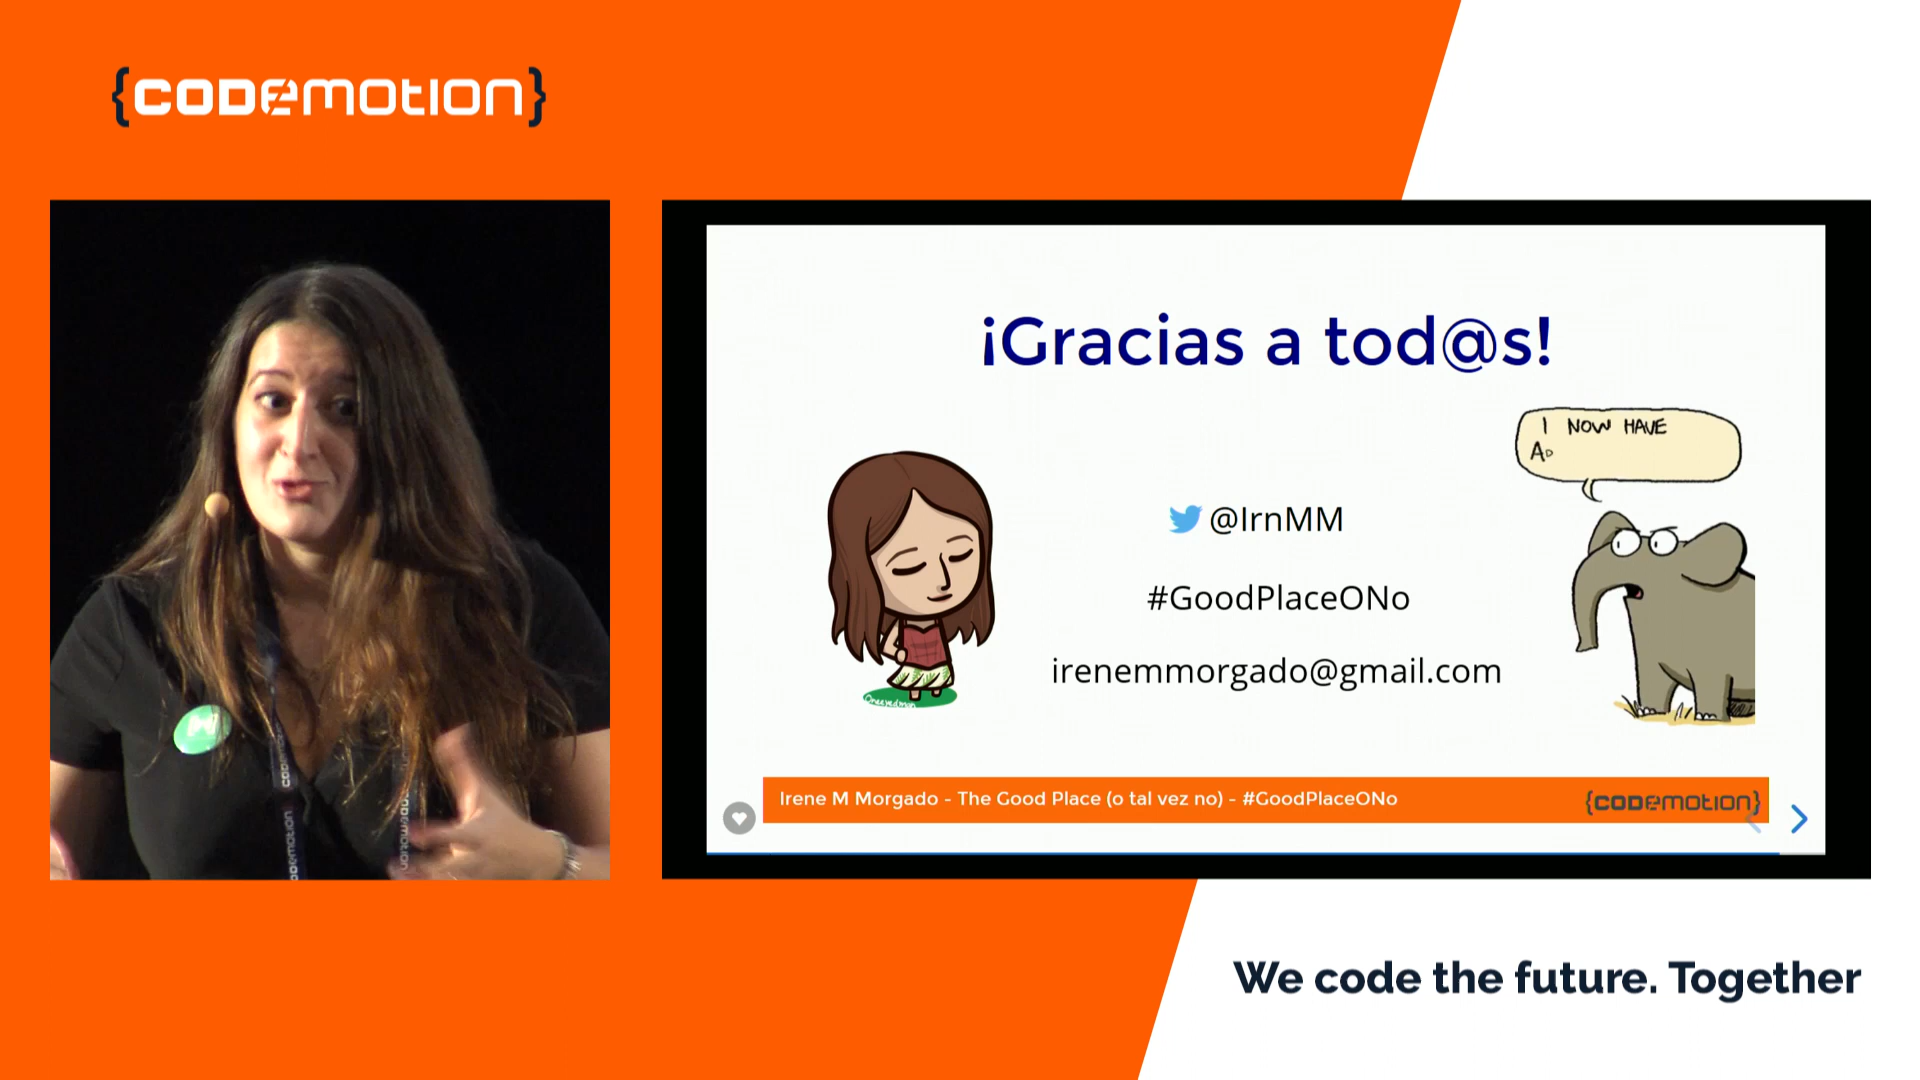 {CODEMOTION}
¡Gracias a tod@s!
I NOW HAVE
A
@IrnMM
#GoodPlaceONo
irenemmorgado@gmail.com
Irene M Morgado - The Good Place (o tal vez no) - #GoodPlaceONo
{CODEMOTION}
We code the future. Together